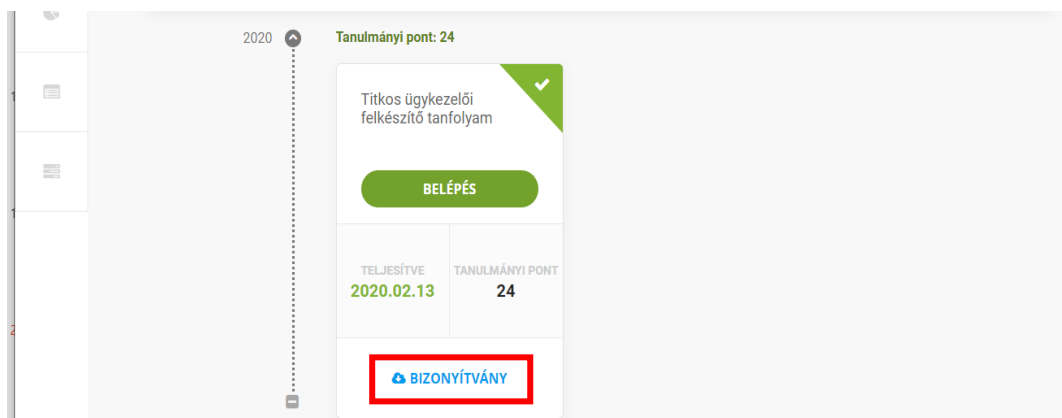 2020
Tanulmányi pont: 24
Titkos ügykezelői
felkészítő tanfolyam
BELÉPÉS
TELJESÍTVE
2020.02.13
TANULMÁNYI PONT
24
BIZONYÍTVÁNY